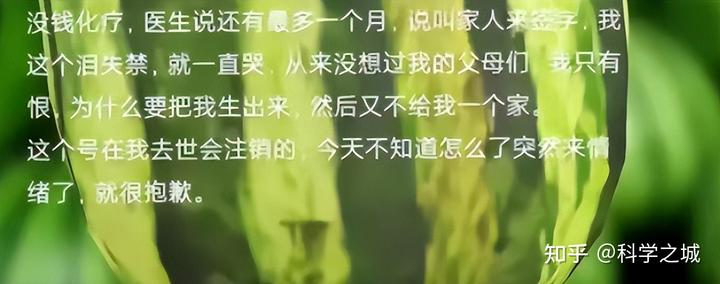 没钱化疗，医生说还有最多一个月，说叫家人来签字，我
这个泪失禁，就一直哭，从来没想过我的父母们，我只有
恨，为什么要把我生出来，然后又不给我一个家。
这个号在我去世会注销的，今天不知道怎么了突然来情
绪了，就很抱歉。
知乎 @科学之城